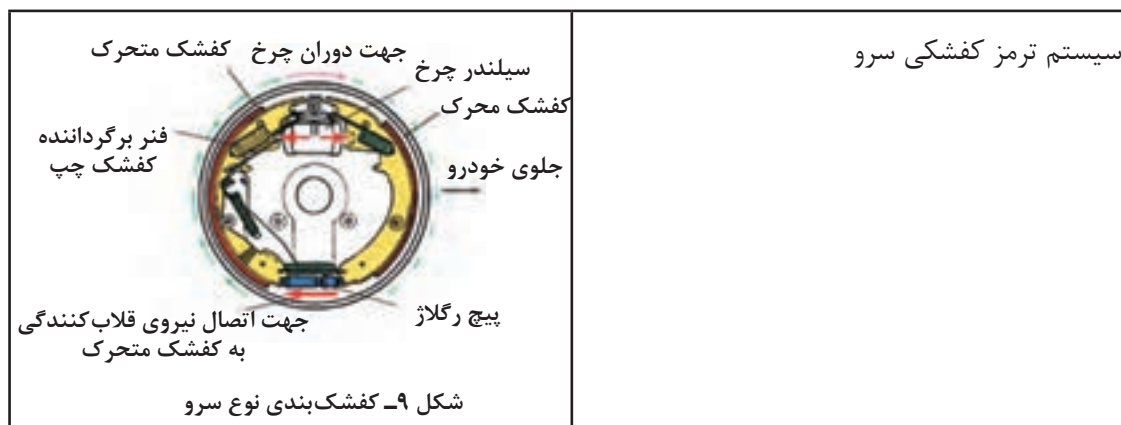 سیستم ترمز کفشکی سرو
کفشک متحرک
جهت دوران چرخ
سیلندر چرخ
کفشک محرک
فنر برگرداننده
کفشک چپ
جلوی خودرو
پیچ رگلاژ
جهت اتصال نیروی قلاب‌کنندگی
به کفشک متحرک
شکل ۹ــ کفشک‌بندی نوع سرو